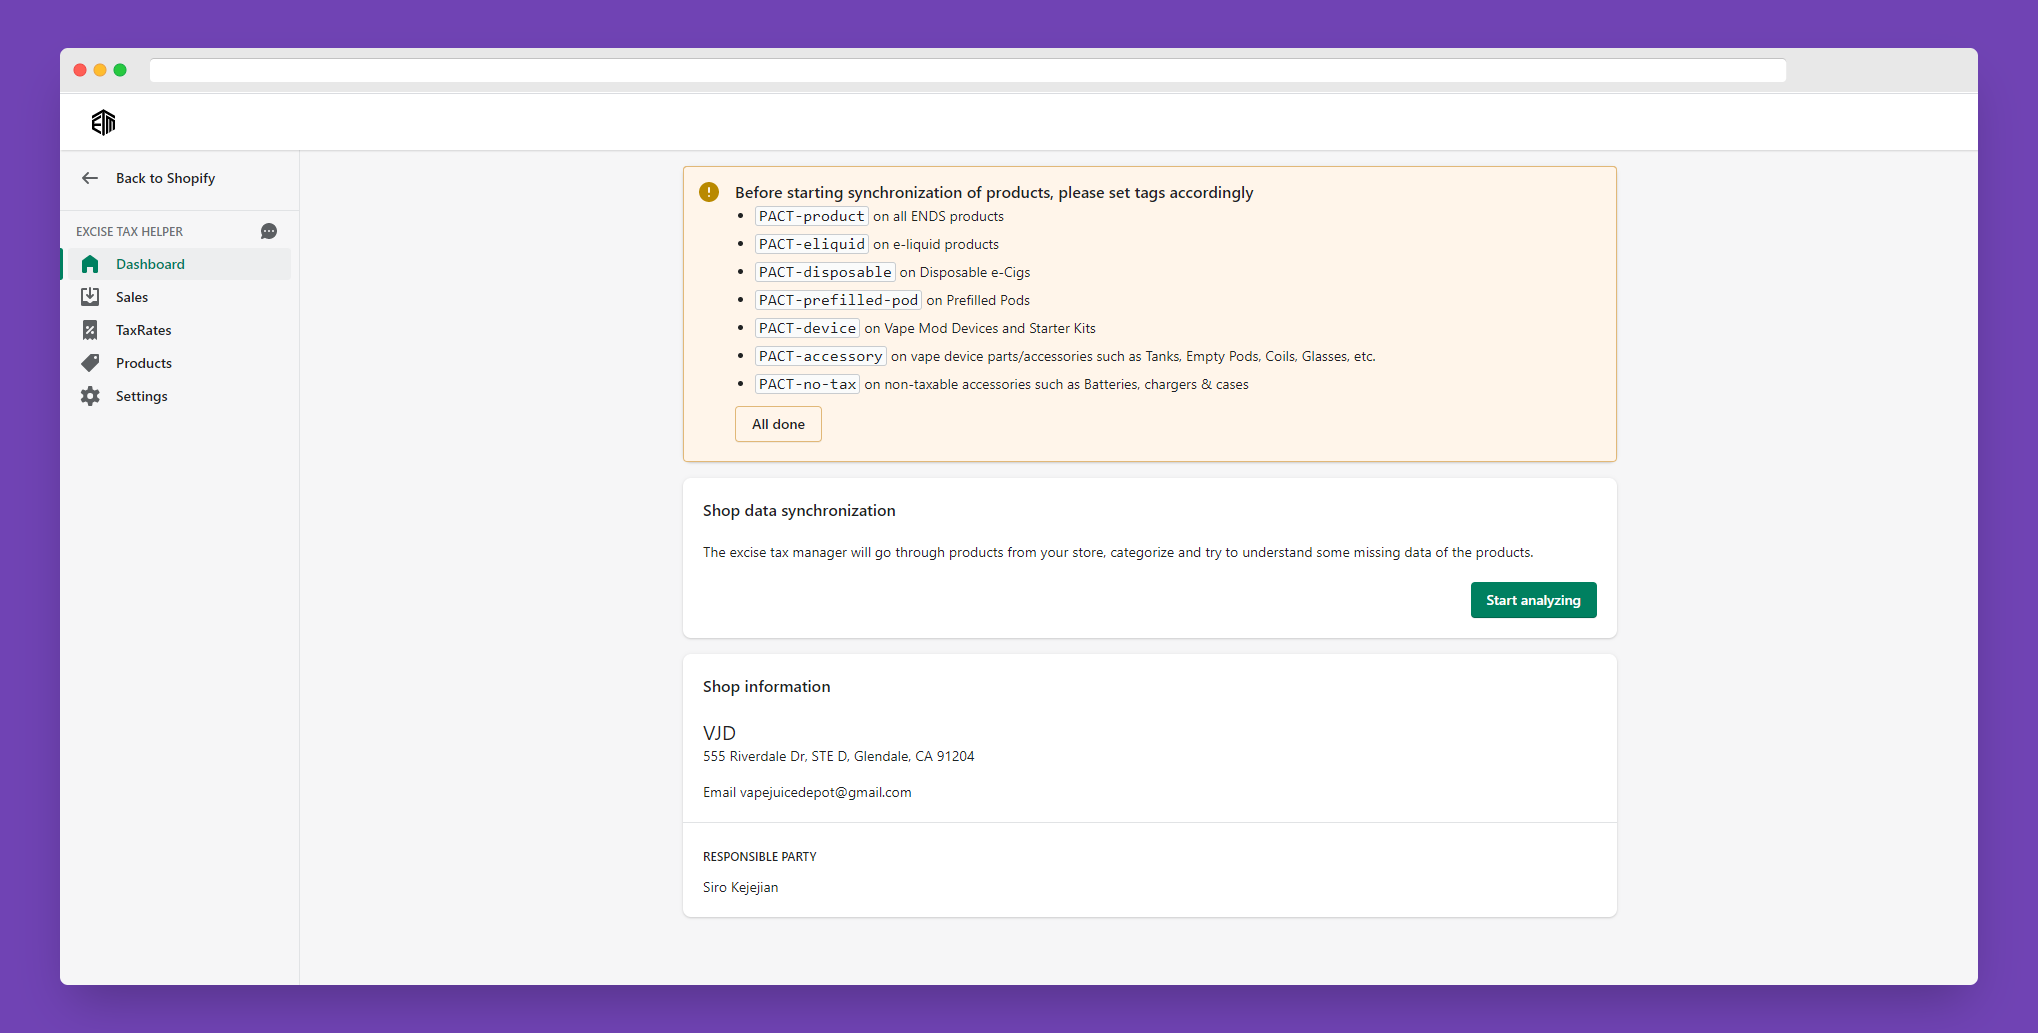 ETM
Back to Shopify
EXCISE TAX HELPER
Dashboard
Sales
TaxRates
Products
Settings
Before starting synchronization of products, please set tags accordingly
PACT-product on all ENDS products
PACT-eliquid on e-liquid products
PACT-disposable on Disposable e-Cigs
PACT-prefilled-pod on Prefilled Pods
PACT-device on Vape Mod Devices and Starter Kits
PACT-accessory on vape device parts/accessories such as Tanks, Empty Pods, Coils, Glasses, etc.
PACT-no-tax on non-taxable accessories such as Batteries, chargers & cases
All done
Shop data synchronization
The excise tax manager will go through products from your store, categorize and try to understand some missing data of the products.
Start analyzing
Shop information
VJD
555 Riverdale Dr, STE D, Glendale, CA 91204
Email vapejuicedepot@gmail.com
RESPONSIBLE PARTY
Siro Kejejian